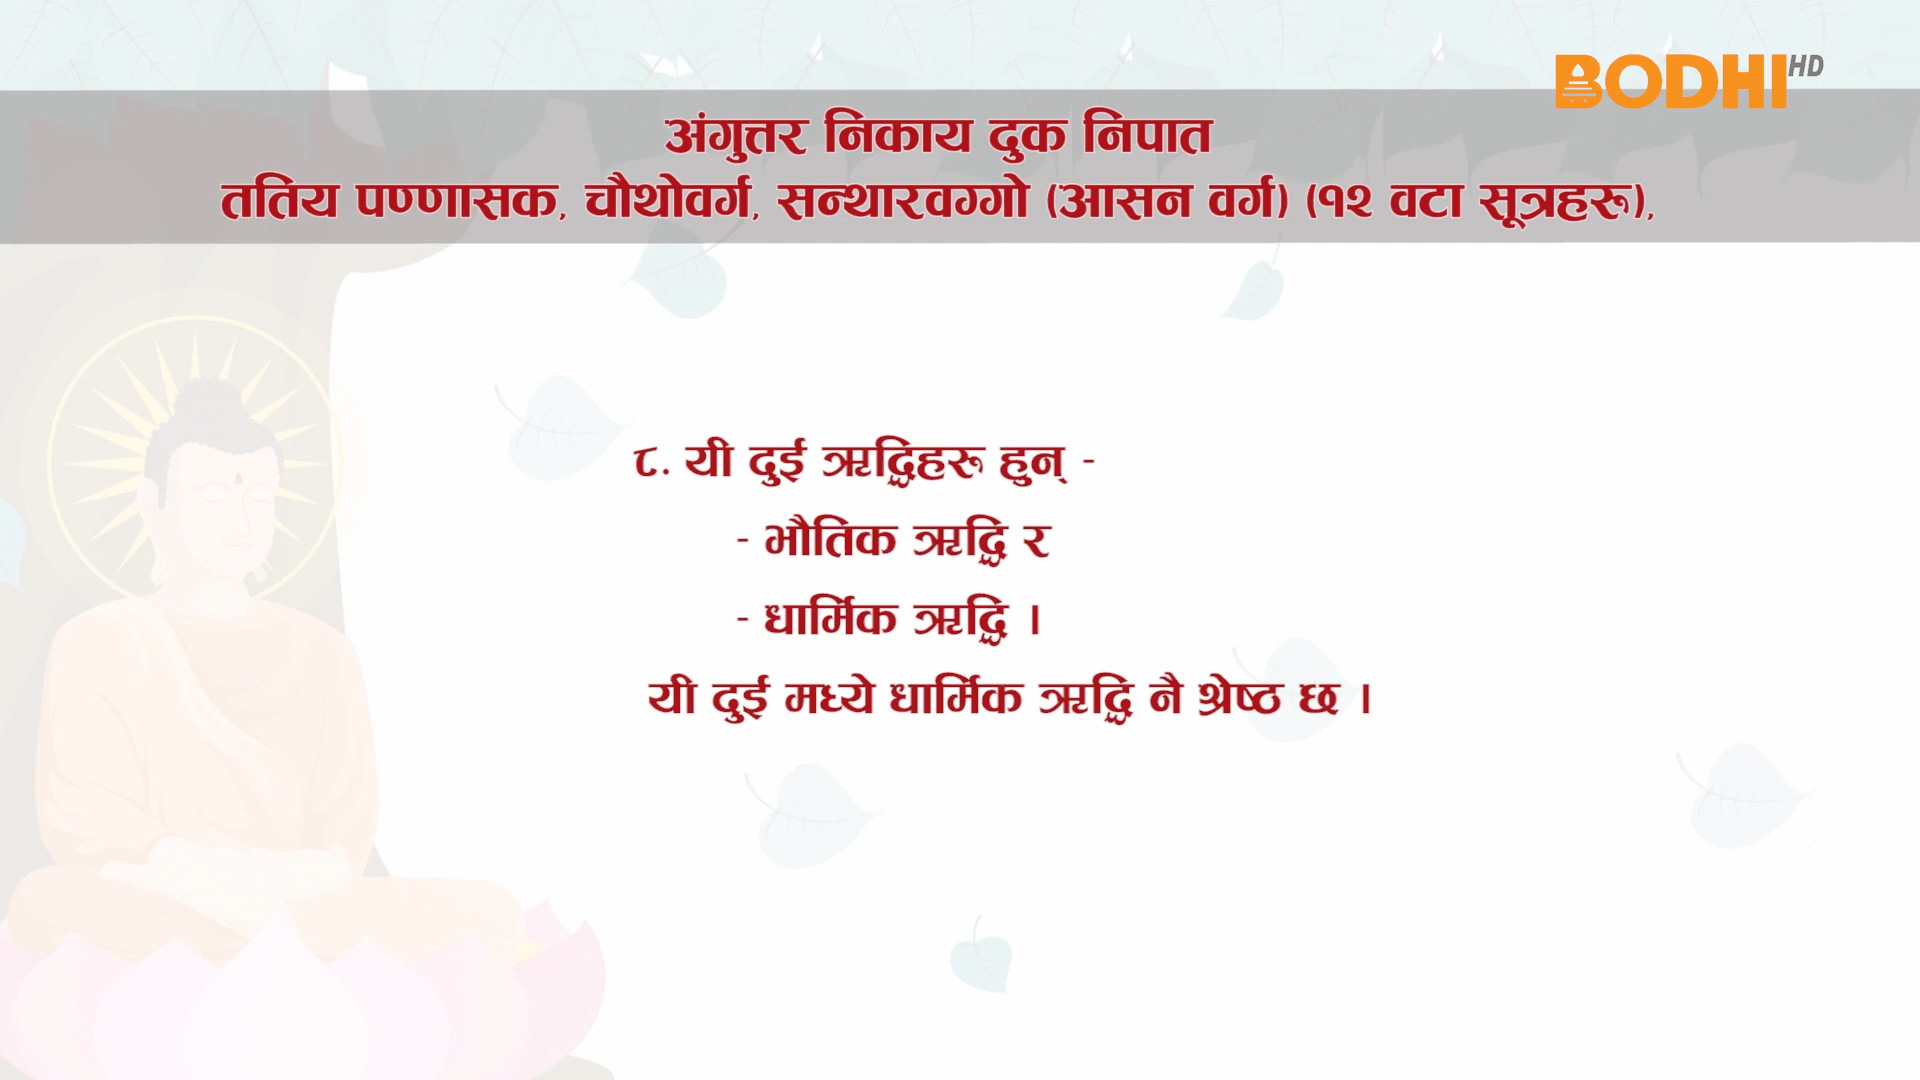 BODHI HD
अंगुत्तर निकाय दुक निपात
ततिय पण्णासक, चौथोवर्ग, सन्थारवग्गो (आसन वर्ग) (१२ वटा सूत्रहरू),
८. यी दुई ऋद्धिहरू हुन् -
- भौतिक ऋद्धि र
- धार्मिक ऋद्धि ।
यी दुई मध्ये धार्मिक ऋद्धि नै श्रेष्ठ छ ।